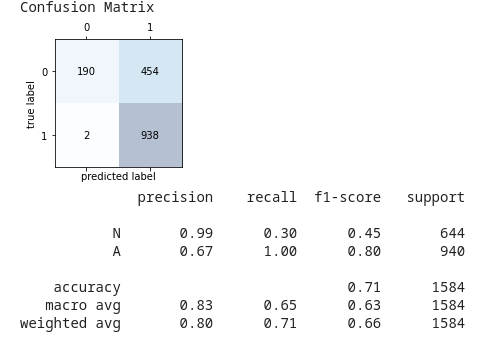 Confusion Matrix
0 1
0 190 454
1 2 938
true label
predicted label
precision recall f1-score support
N 0.99 0.30 0.45 644
A 0.67 1.00 0.80 940
accuracy 0.71 1584
macro avg 0.83 0.65 0.63 1584
weighted avg 0.80 0.71 0.66 1584